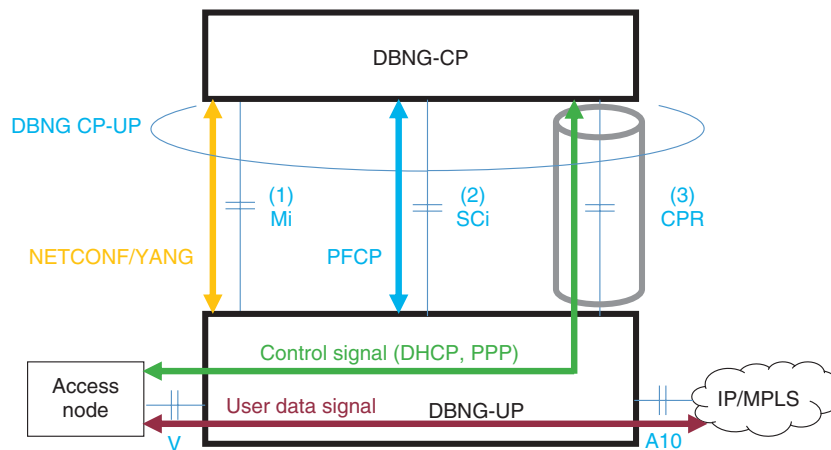 DBNG-CP
DBNG CP-UP
(1)
Mi
(2)
SCi
(3)
CPR
NETCONF/YANG
PFCP
Control signal (DHCP, PPP)
Access
node
User data signal
DBNG-UP
IP/MPLS
V
A10